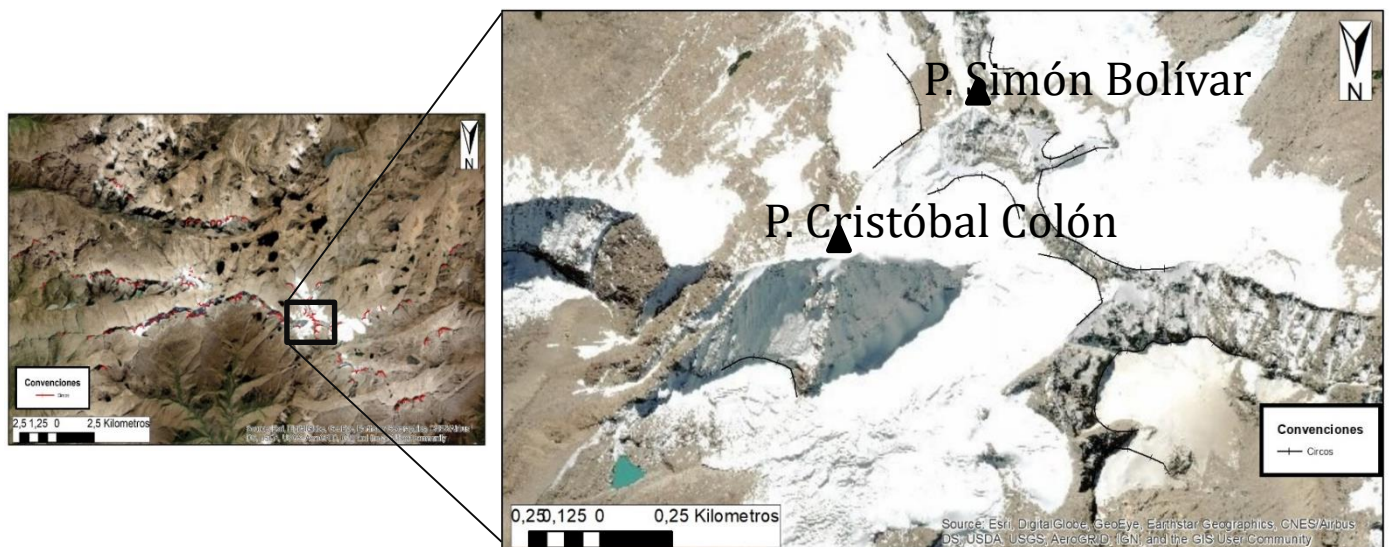 N
Convenciones
Circo
2,5 1,25 0 2,5 Kilometros
P. Simón Bolívar
N
P. Cristóbal Colón
Convenciones
Circos
0,250,125 0 0,25 Kilometros
Source: Esri, DigitalGlobe, GeoEye, Earthstar Geographics, CNES/Airbus
DS, USDA, USGS, AeroGRID, IGN, and the GIS User Community